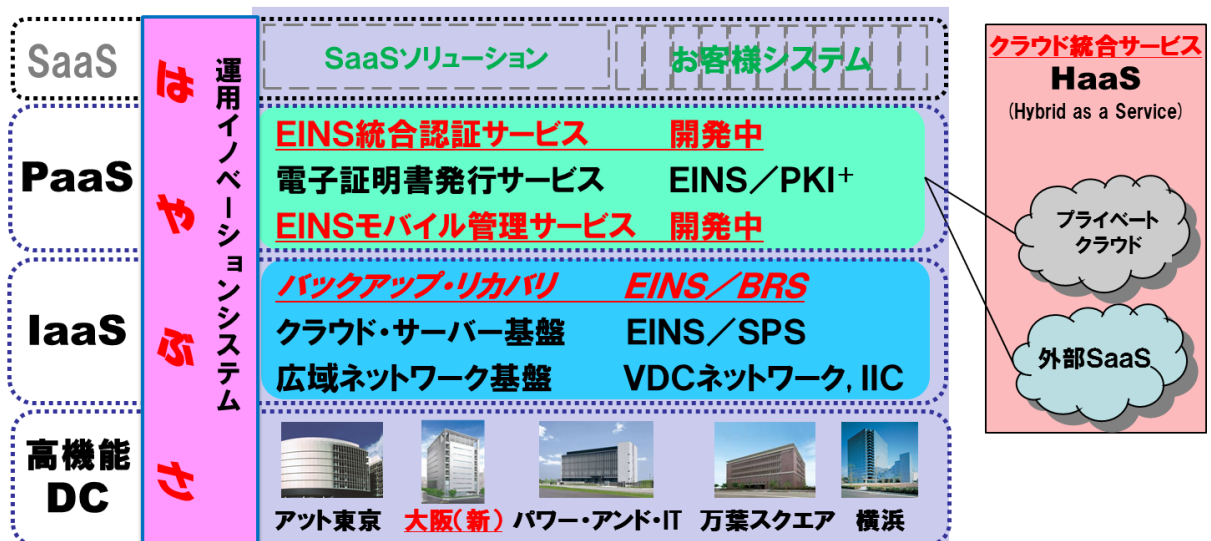 SaaS
PaaS
IaaS
高機能
DC
はやぶさ
運用イノベーションシステム
SaaSソリューション
お客様システム
EINS統合認証サービス 開発中
電子証明書発行サービス EINS／PKI+
EINSモバイル管理サービス 開発中
バックアップ・リカバリ EINS／BRS
クラウド・サーバー基盤 EINS／SPS
広域ネットワーク基盤 VDCネットワーク, IIC
アット東京 大阪(新) パワー・アンド・IT 万葉スクエア 横浜
クラウド統合サービス
HaaS
(Hybrid as a Service)
プライベート
クラウド
外部SaaS